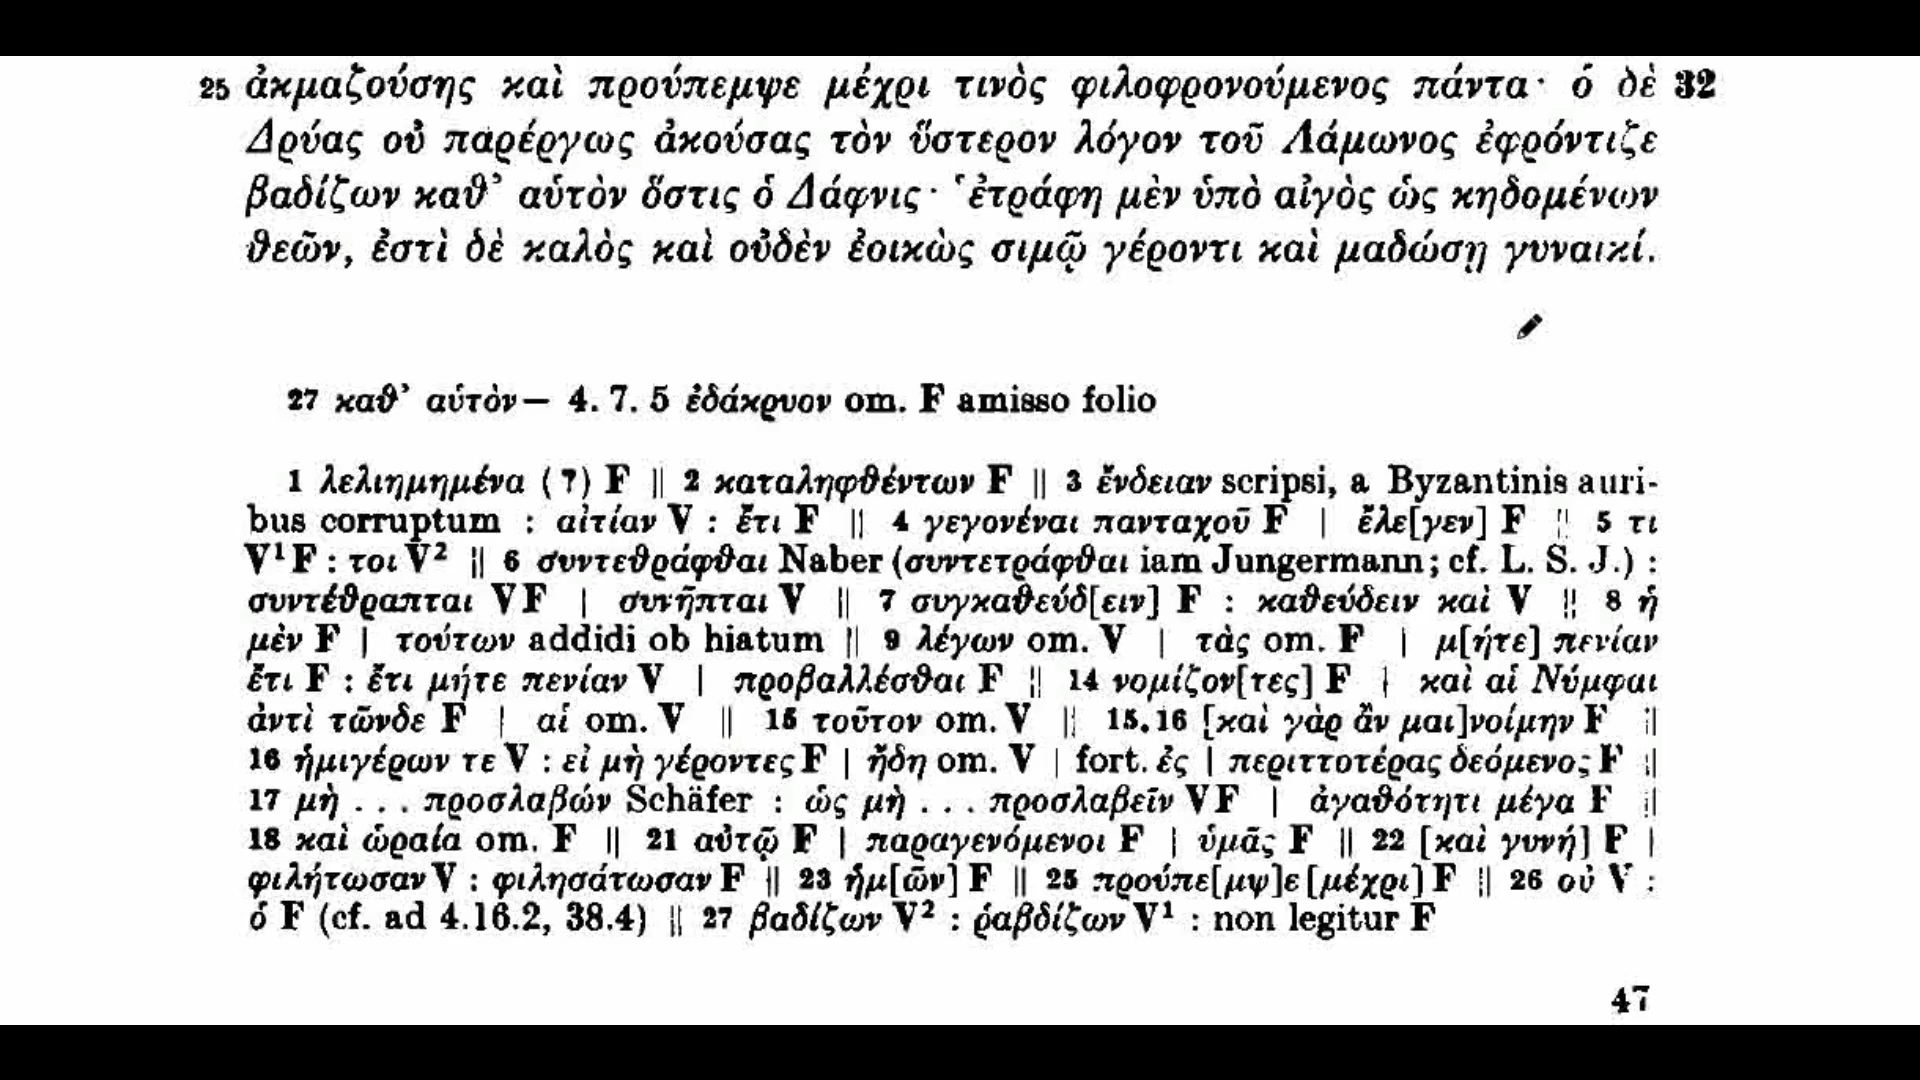 25 ἀκμαζούσης καὶ προύπεμψε μέχρι τινὸς φιλοφρονούμενος πάντα· ὁ δὲ 32
Δρύας οὐ παρέργως ἀκούσας τὸν ὕστερον λόγον τοῦ Λάμωνος ἐφρόντιζε
βαδίζων καθ’ αὑτὸν ὅστις ὁ Δάφνις· ‘ἐτράφη μὲν ὑπὸ αἰγὸς ὡς κηδομένων
θεῶν, ἐστὶ δὲ καλὸς καὶ οὐδὲν ἐοικὼς σιμῷ γέροντι καὶ μαδώσῃ γυναικί.
27 καθ’ αὑτὸν — 4. 7. 5 ἐδάκρυον om. F amisso folio
1 λελιημημένα (?) F || 2 καταληφθέντων F || 3 ἔνδειαν scripsi, a Byzantinis auri-
bus corruptum : αἰτίαν V : ἔτι F || 4 γεγονέναι πανταχοῦ F | ἔλε[γεν] F || 5 τι
V¹F : τοι V² || 6 συντεθράφθαι Naber (συντετράφθαι iam Jungermann; cf. L. S. J.) :
συντέθραπται VF | συνῆπται V || 7 συγκαθεύδ[ειν] F : καθεύδειν καὶ V || 8 ἡ
μὲν F | τούτων addidi ob hiatum || 9 λέγων om. V | τὰς om. F | μ[ήτε] πενίαν
ἔτι F : ἔτι μήτε πενίαν V | προβαλλέσθαι F || 14 νομίζον[τες] F | καὶ αἱ Νύμφαι
ἀντὶ τῶνδε F | αἱ om. V || 15 τοῦτον om. V || 15.16 [καὶ γὰρ ἂν μαι]νοίμην F ||
16 ἡμιγέρων τε V : εἰ μὴ γέροντες F | ἤδη om. V | fort. ἐς | περιττοτέρας δεόμενος F ||
17 μὴ . . . προσλαβών Schäfer : ὡς μὴ . . . προσλαβεῖν VF | ἀγαθότητι μέγα F ||
18 καὶ ὡραία om. F || 21 αὐτῷ F | παραγενόμενοι F | ὑμᾶς F || 22 [καὶ γυνή] F |
φιλήτωσαν V : φιλησάτωσαν F || 23 ἡμ[ῶν] F || 25 προύπε[μψ]ε [μέχρι] F || 26 οὐ V :
ὁ F (cf. ad 4.16.2, 38.4) || 27 βαδίζων V² : ῥαβδίζων V¹ : non legitur F
47